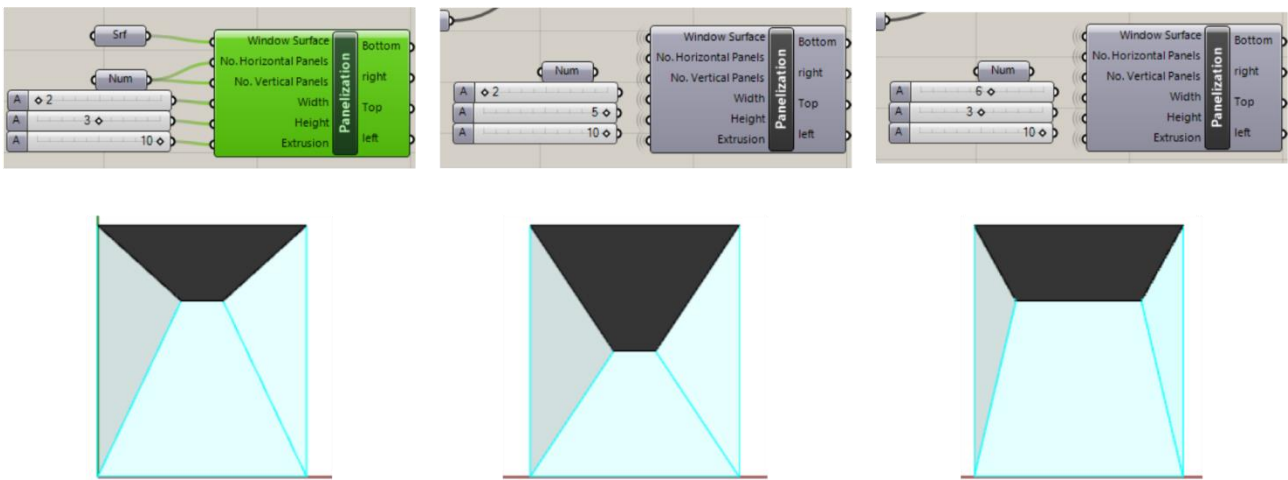 Srf
Num
A 2
A 3
A 10
Window Surface
No. Horizontal Panels
No. Vertical Panels
Width
Height
Extrusion
Panelization
Bottom
right
Top
left
Num
A 2
A 5
A 10
Window Surface
No. Horizontal Panels
No. Vertical Panels
Width
Height
Extrusion
Panelization
Bottom
right
Top
left
Num
A 6
A 3
A 10
Window Surface
No. Horizontal Panels
No. Vertical Panels
Width
Height
Extrusion
Panelization
Bottom
right
Top
left